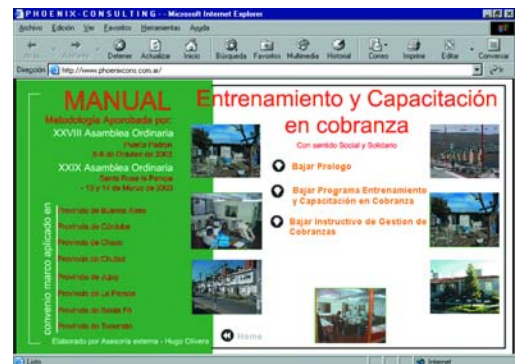 PHOENIX-CONSULTING - - Microsoft Internet Explorer
Archivo Edición Ver Favoritos Herramientas Ayuda
Atrás Adelante Detener Actualizar Inicio Búsqueda Favoritos Multimedia Historial Correo Imprimir Editar Conversar
Dirección http://www.phoenixcons.com.ar/
MANUAL
Metodología Aprobada por:
XXVIII Asamblea Ordinaria
Puerto Madryn
de Octubre de 2002
XXIX Asamblea Ordinaria
Santa Rosa la Pampa
- 13 y 14 de Marzo de 2003
convenio marco aplicado en
Provincia de Buenos Aires
Provincia de Córdoba
Provincia de Chaco
Provincia de Chubut
Provincia de Jujuy
Provincia de La Pampa
Provincia de Santa Fé
Provincia de Tucumán
Elaborado por Asesoría externa - Hugo Olivera
Entrenamiento y Capacitación
en cobranza
Con sentido Social y Solidario
Bajar Prologo
Bajar Programa Entrenamiento
y Capacitación en Cobranza
Bajar Instructivo de Gestion de
Cobranzas
Home
Listo Internet